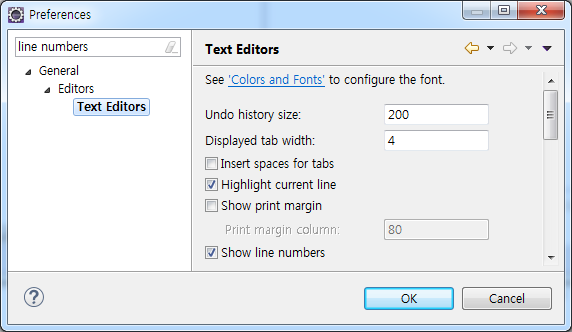 Preferences
line numbers
General
Editors
Text Editors
Text Editors
See 'Colors and Fonts' to configure the font.
Undo history size: 200
Displayed tab width: 4
Insert spaces for tabs
Highlight current line
Show print margin
Print margin column: 80
Show line numbers
OK Cancel